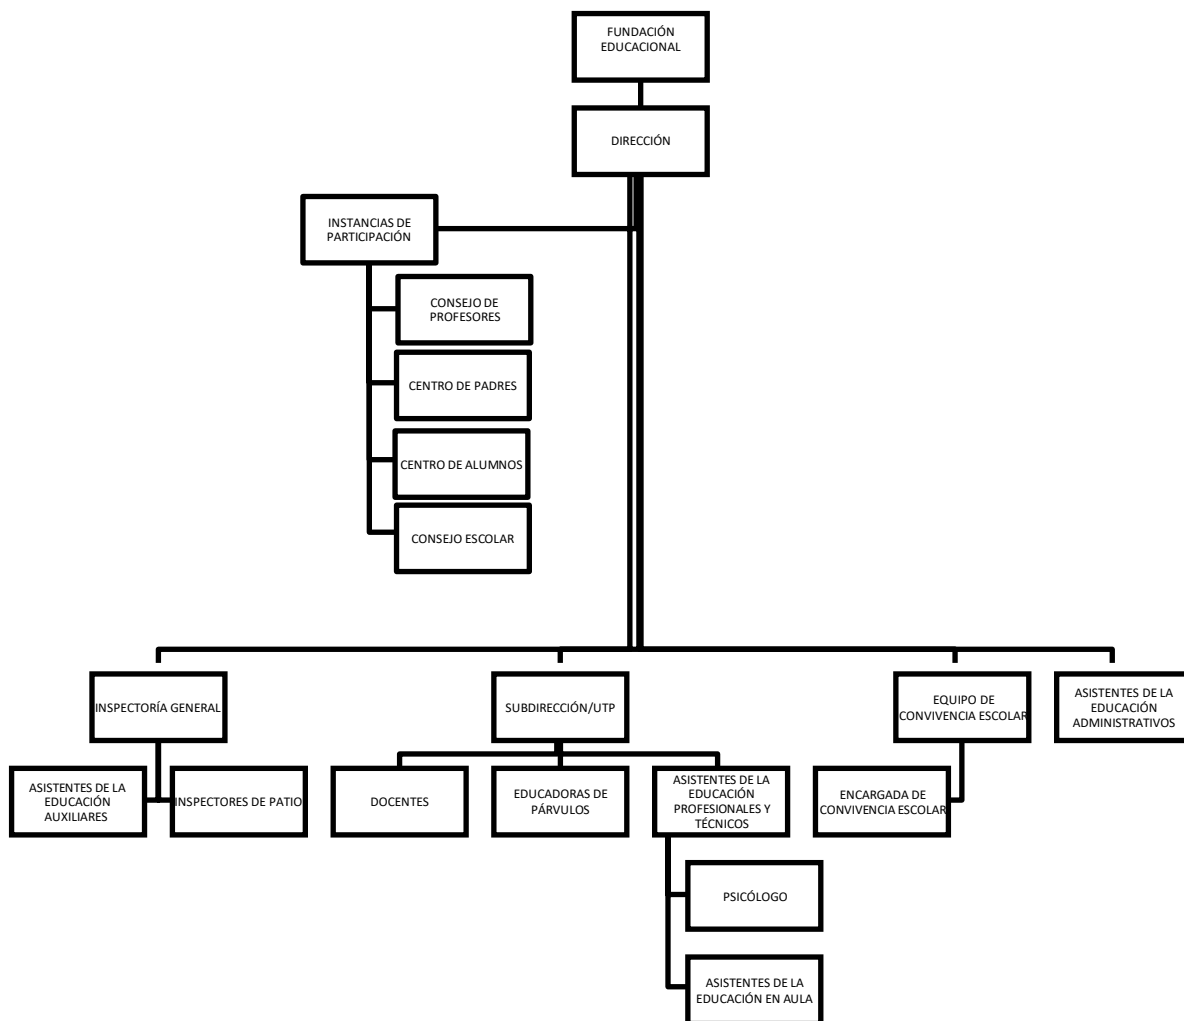 FUNDACIÓN
EDUCACIONAL
DIRECCIÓN
INSTANCIAS DE
PARTICIPACIÓN
CONSEJO DE
PROFESORES
CENTRO DE PADRES
CENTRO DE ALUMNOS
CONSEJO ESCOLAR
INSPECTORÍA GENERAL
SUBDIRECCIÓN/UTP
EQUIPO DE
CONVIVENCIA ESCOLAR
ASISTENTES DE LA
EDUCACIÓN
ADMINISTRATIVOS
ASISTENTES DE LA
EDUCACIÓN
AUXILIARES
INSPECTORES DE PATIO
DOCENTES
EDUCADORAS DE
PÁRVULOS
ASISTENTES DE LA
EDUCACIÓN
PROFESIONALES Y
TÉCNICOS
ENCARGADA DE
CONVIVENCIA ESCOLAR
PSICÓLOGO
ASISTENTES DE LA
EDUCACIÓN EN AULA